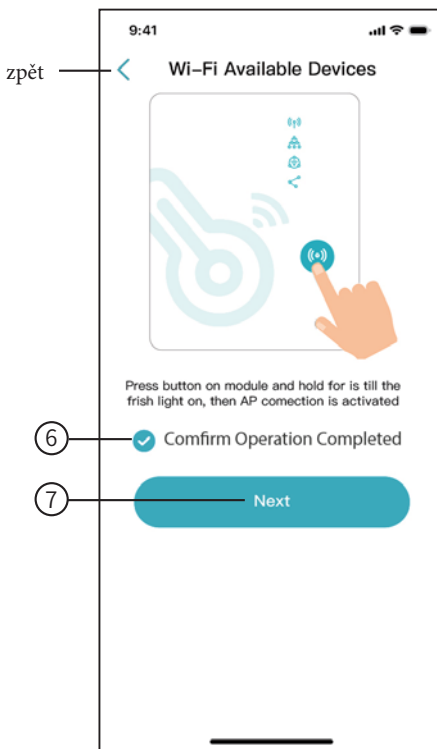 9:41
zpět
Wi-Fi Available Devices
Press button on module and hold for is till the
frish light on, then AP comection is activated
6
Comfirm Operation Completed
7
Next